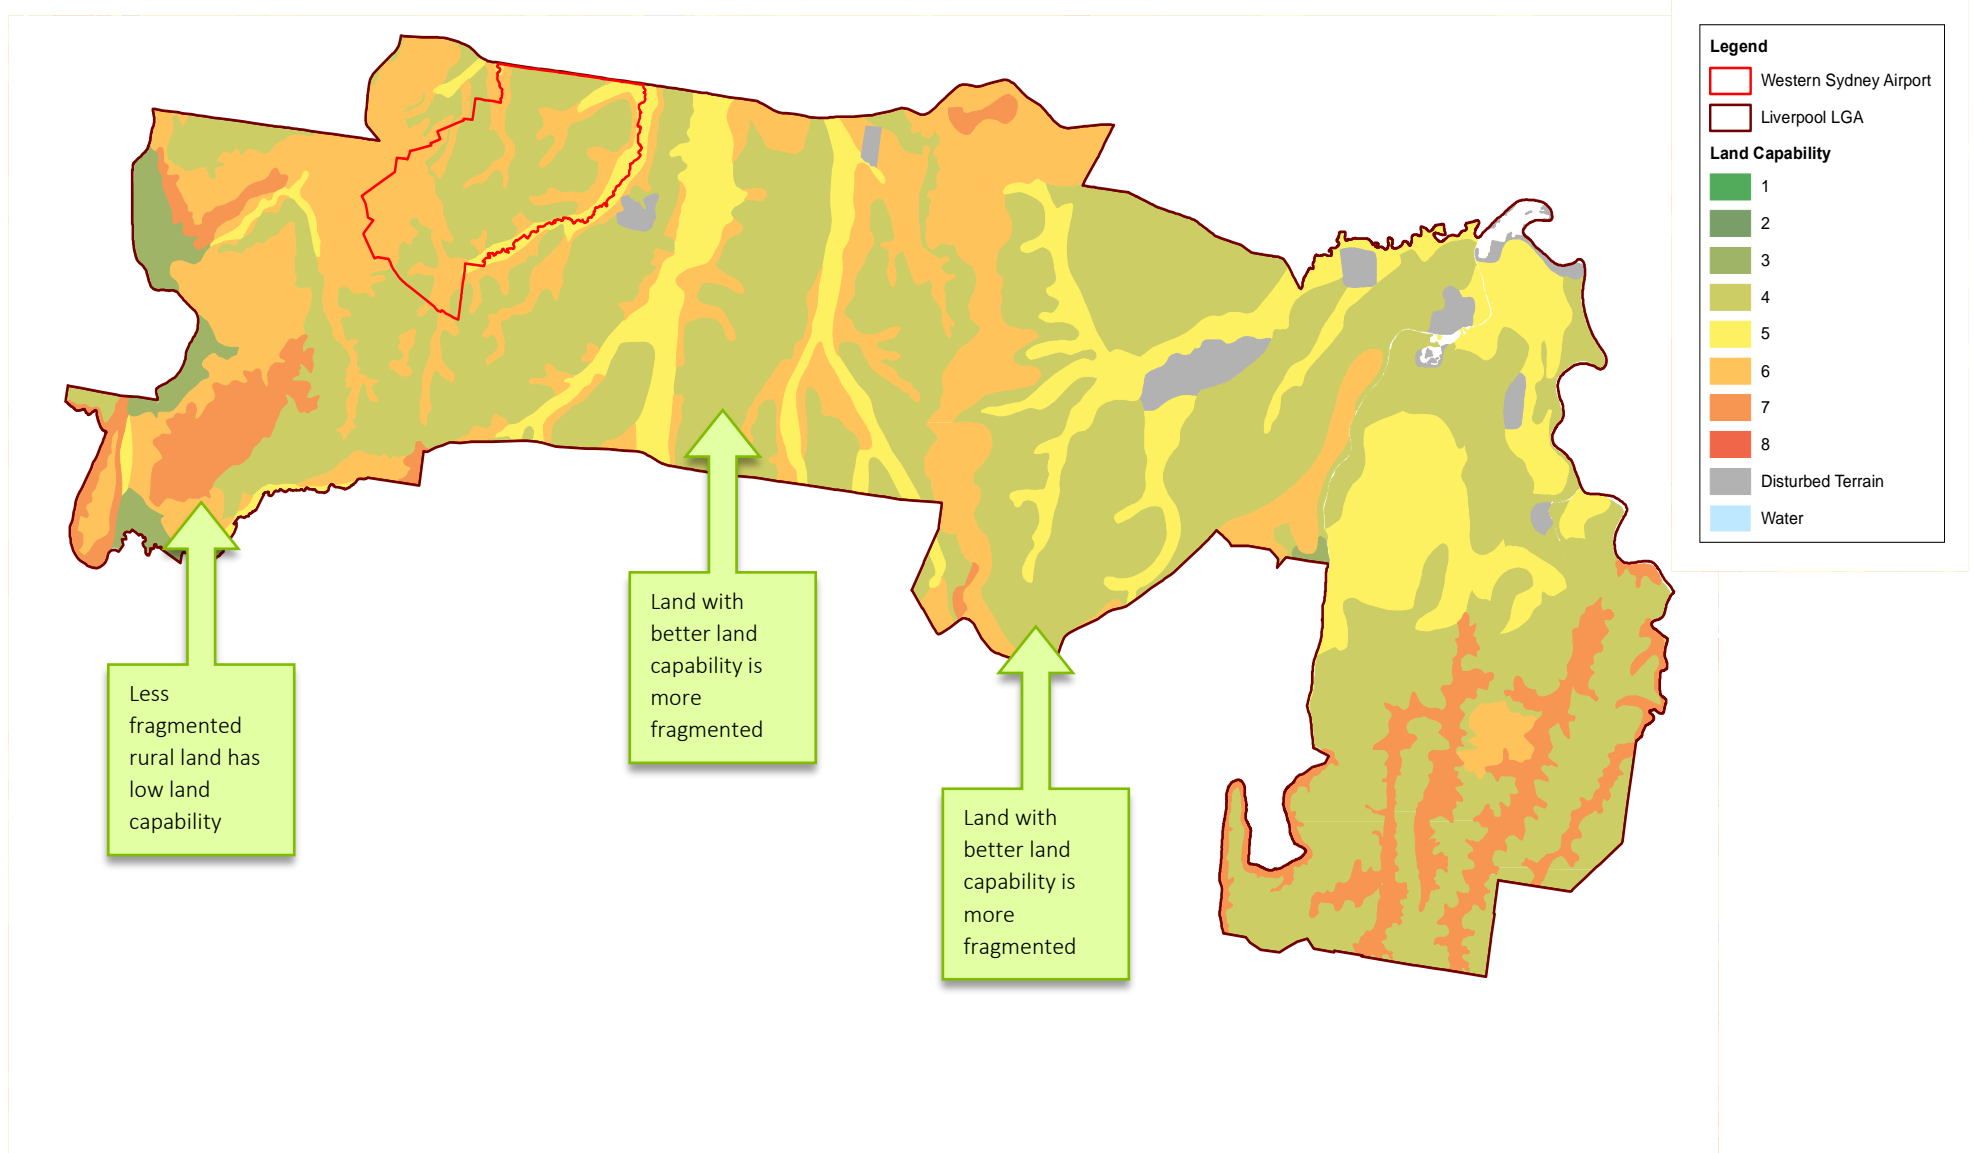 Legend
Western Sydney Airport
Liverpool LGA
Land Capability
1
2
3
4
5
6
7
8
Disturbed Terrain
Water
Less
fragmented
rural land has
low land
capability
Land with
better land
capability is
more
fragmented
Land with
better land
capability is
more
fragmented